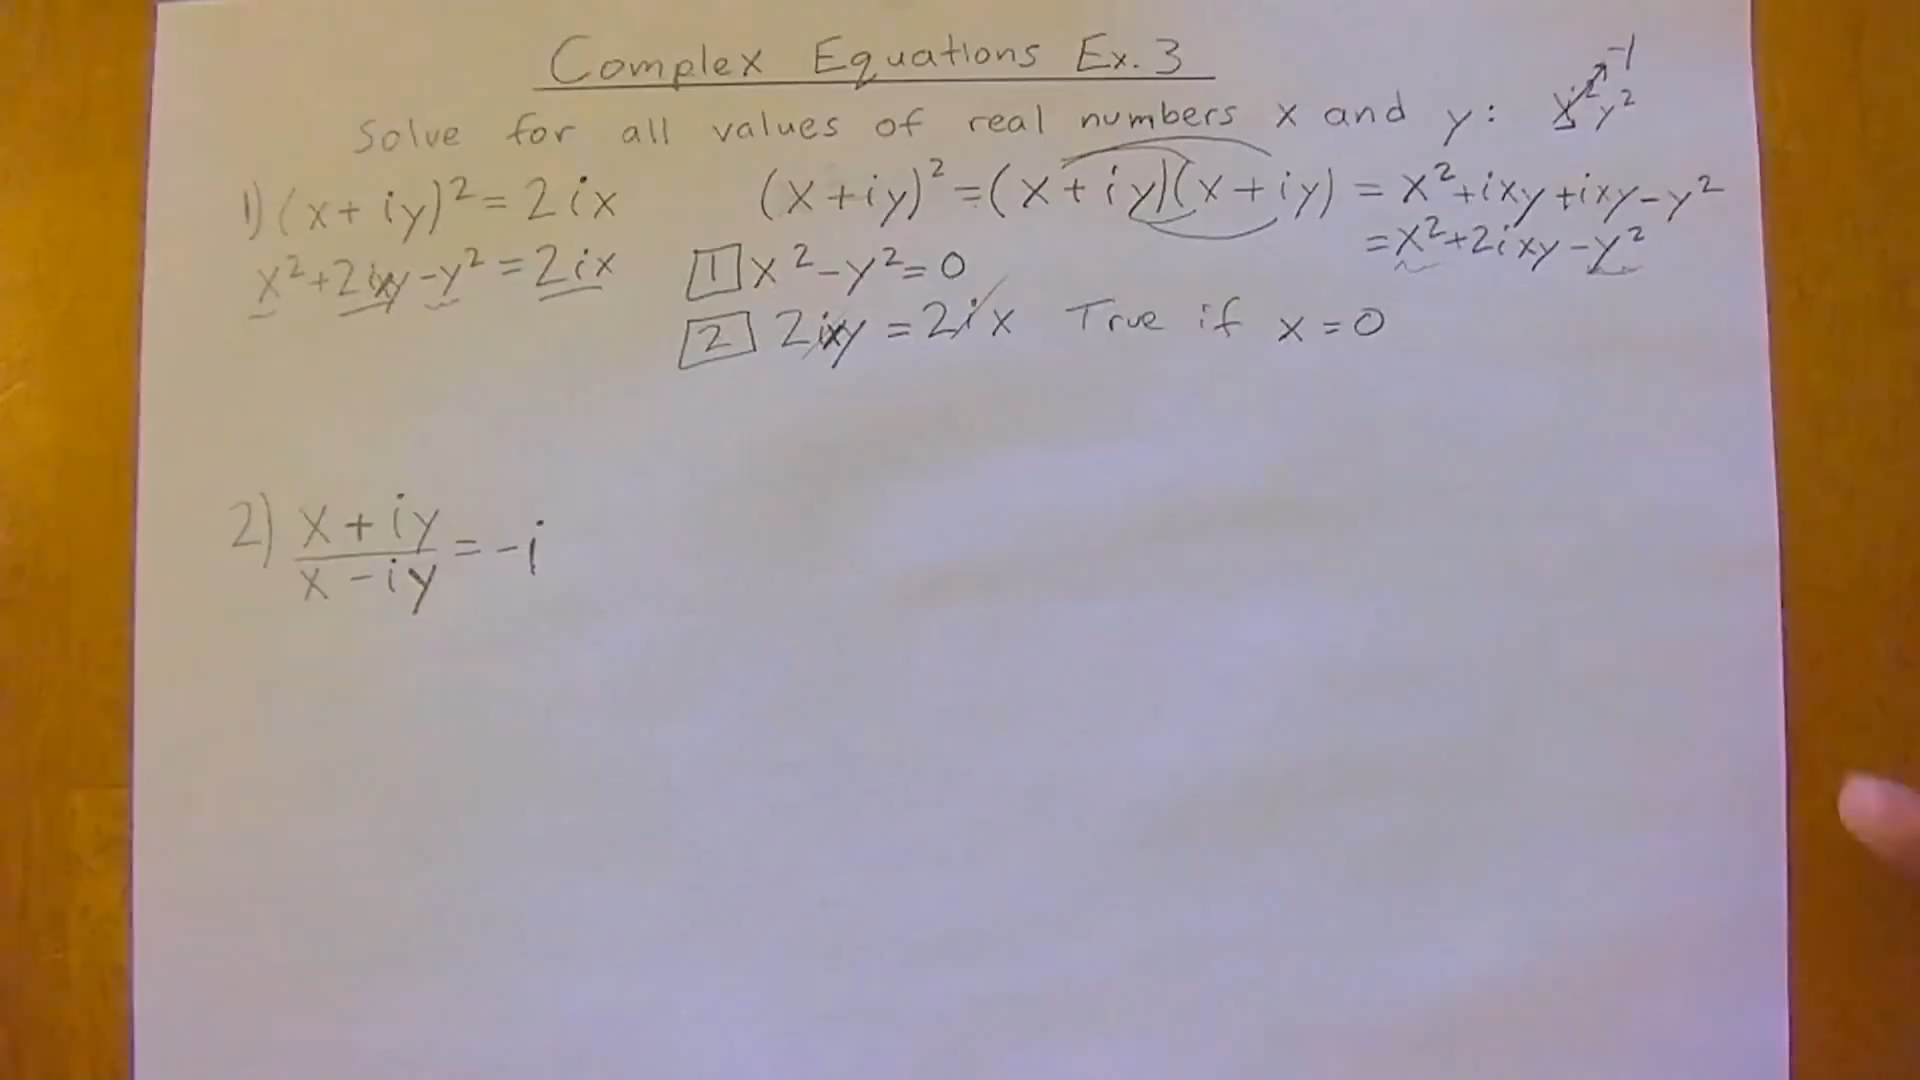 Complex Equations Ex. 3
Solve for all values of real numbers x and y: i²y² → -1
1) (x + iy)² = 2ix (x + iy)² = (x + iy)(x + iy) = x² + ixy + ixy - y²
= x² + 2ixy - y²
x² + 2ixy - y² = 2ix 1 x² - y² = 0
2 2ixy = 2ix True if x = 0
2) x + iy / x - iy = -i